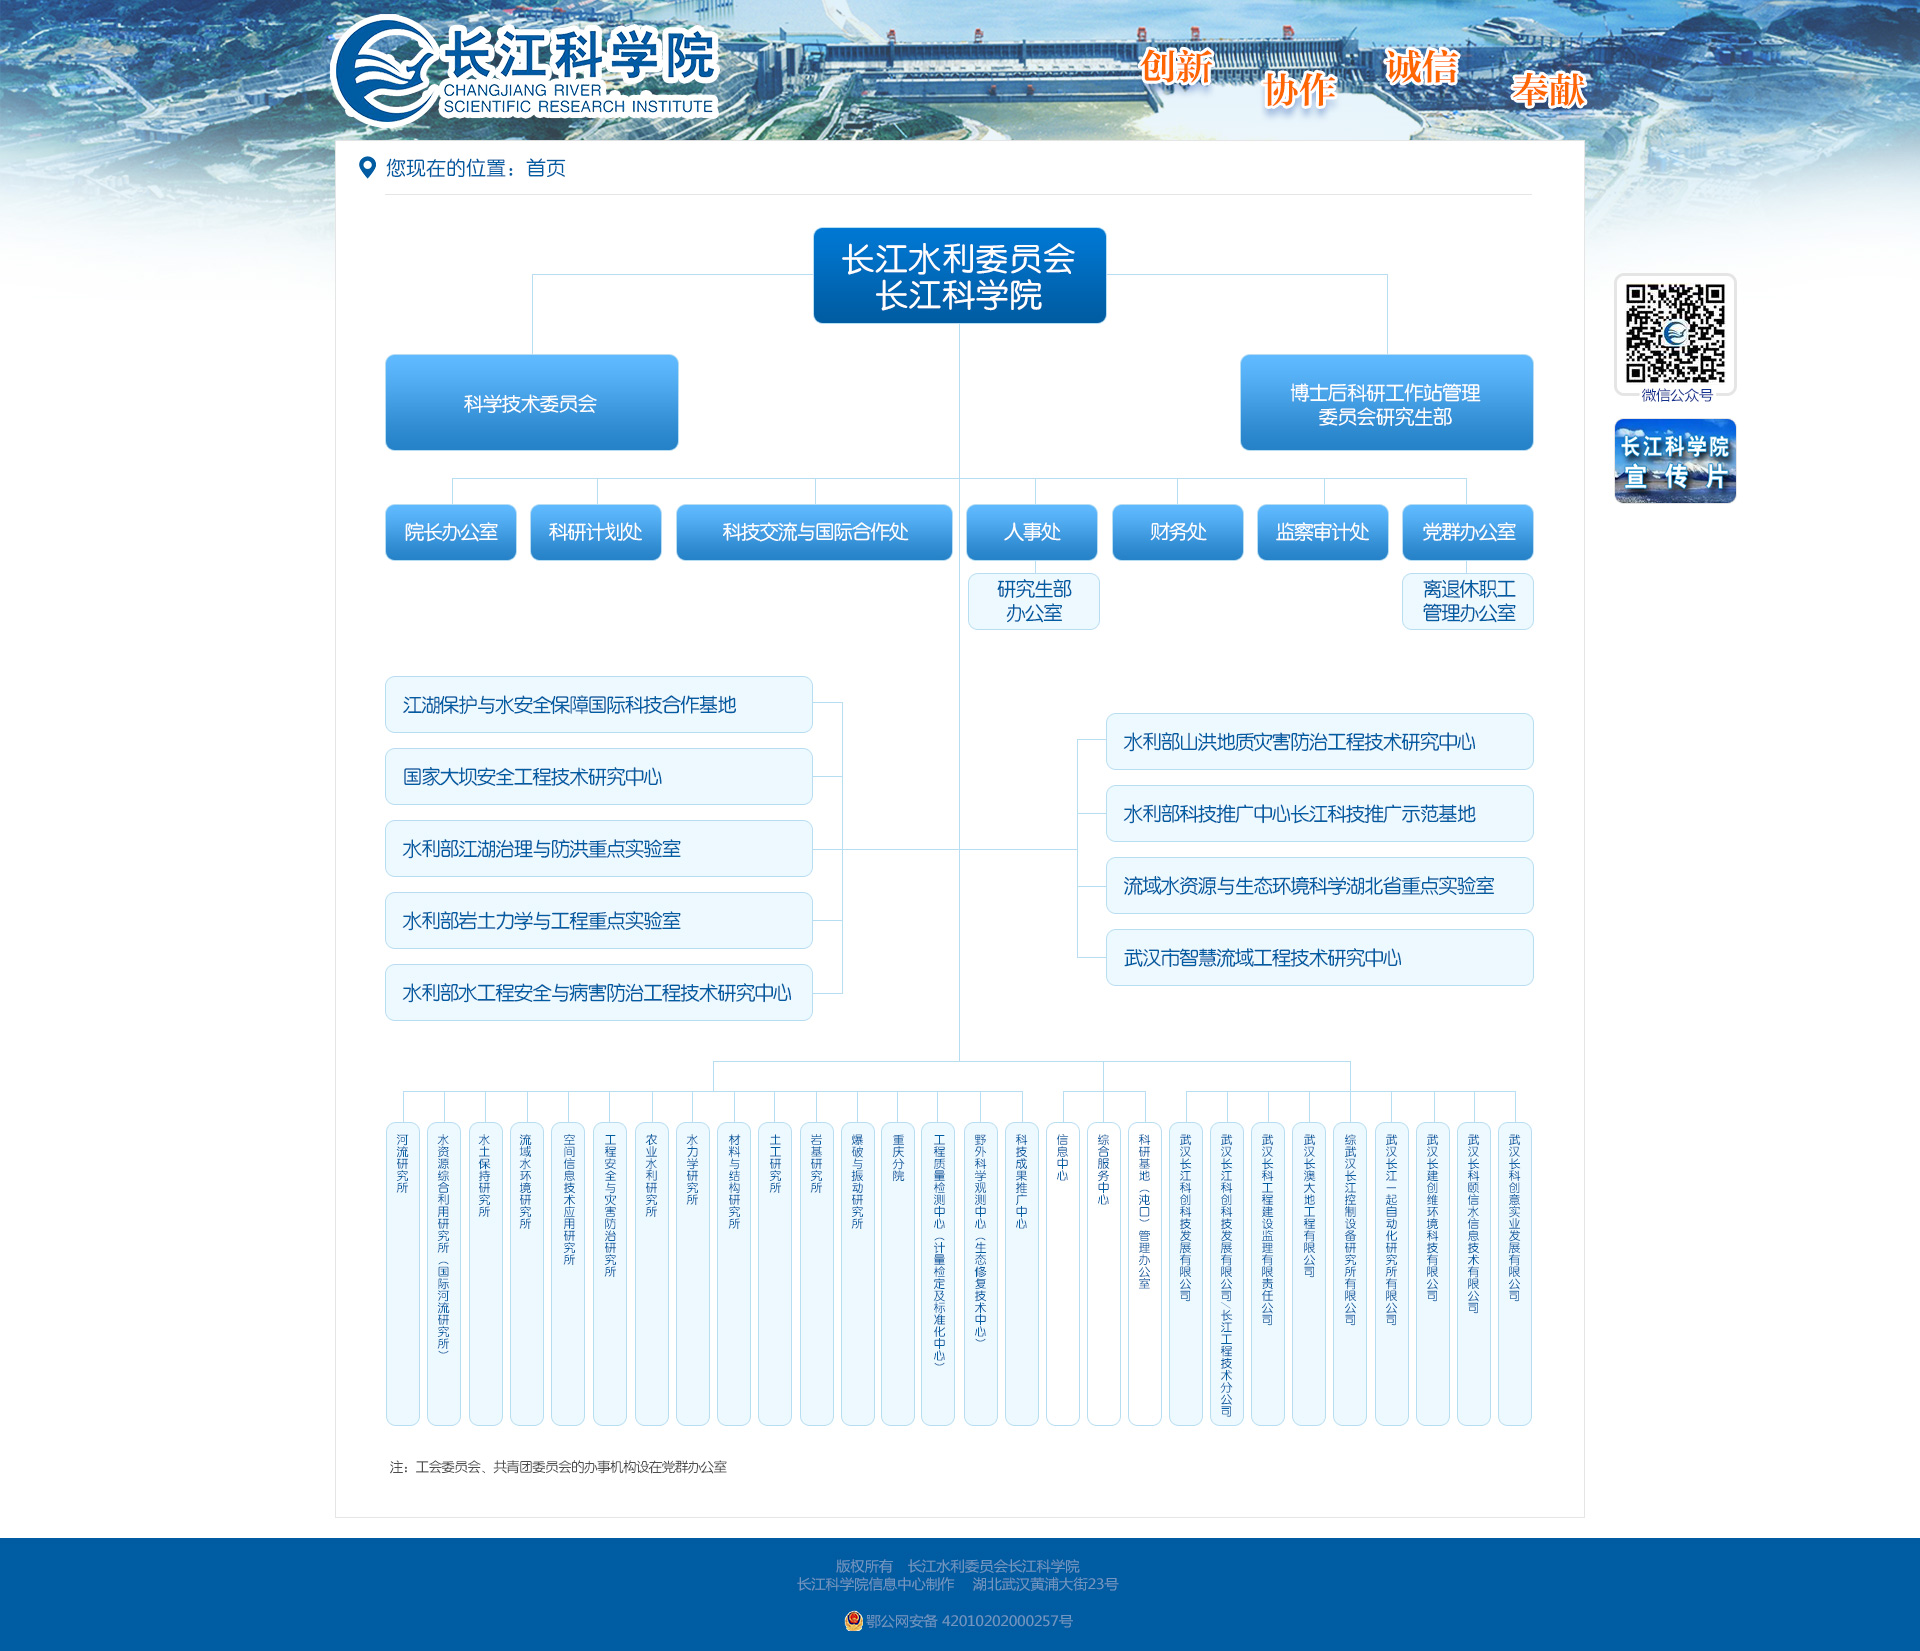 长江科学院
CHANGJIANG RIVER
SCIENTIFIC RESEARCH INSTITUTE
创新
协作
诚信
奉献
您现在的位置：首页
长江水利委员会
长江科学院
科学技术委员会
博士后科研工作站管理
委员会研究生部
微信公众号
长江科学院
宣传片
院长办公室
科研计划处
科技交流与国际合作处
人事处
财务处
监察审计处
党群办公室
研究生部
办公室
离退休职工
管理办公室
江湖保护与水安全保障国际科技合作基地
国家大坝安全工程技术研究中心
水利部江湖治理与防洪重点实验室
水利部岩土力学与工程重点实验室
水利部水工程安全与病害防治工程技术研究中心
水利部山洪地质灾害防治工程技术研究中心
水利部科技推广中心长江科技推广示范基地
流域水资源与生态环境科学湖北省重点实验室
武汉市智慧流域工程技术研究中心
河流研究所
水资源综合利用研究所（国际河流研究所）
水土保持研究所
流域水环境研究所
空间信息技术应用研究所
工程安全与灾害防治研究所
农业水利研究所
水力学研究所
材料与结构研究所
土工研究所
岩基研究所
爆破与振动研究所
重庆分院
工程质量检测中心（计量检定及标准化中心）
野外科学观测中心（生态修复技术中心）
科技成果推广中心
信息中心
综合服务中心
科研基地（沌口）管理办公室
武汉长江科创科技发展有限公司
武汉长江科创科技发展有限公司/长江工程技术分公司
武汉长科工程建设监理有限责任公司
武汉长澳大地工程有限公司
综武汉长江控制设备研究所有限公司
武汉长江一起自动化研究所有限公司
武汉长建创维环境科技有限公司
武汉长科颐信水信息技术有限公司
武汉长科创意实业发展有限公司
注：工会委员会、共青团委员会的办事机构设在党群办公室
版权所有 长江水利委员会长江科学院
长江科学院信息中心制作 湖北武汉黄浦大街23号
鄂公网安备 42010202000257号